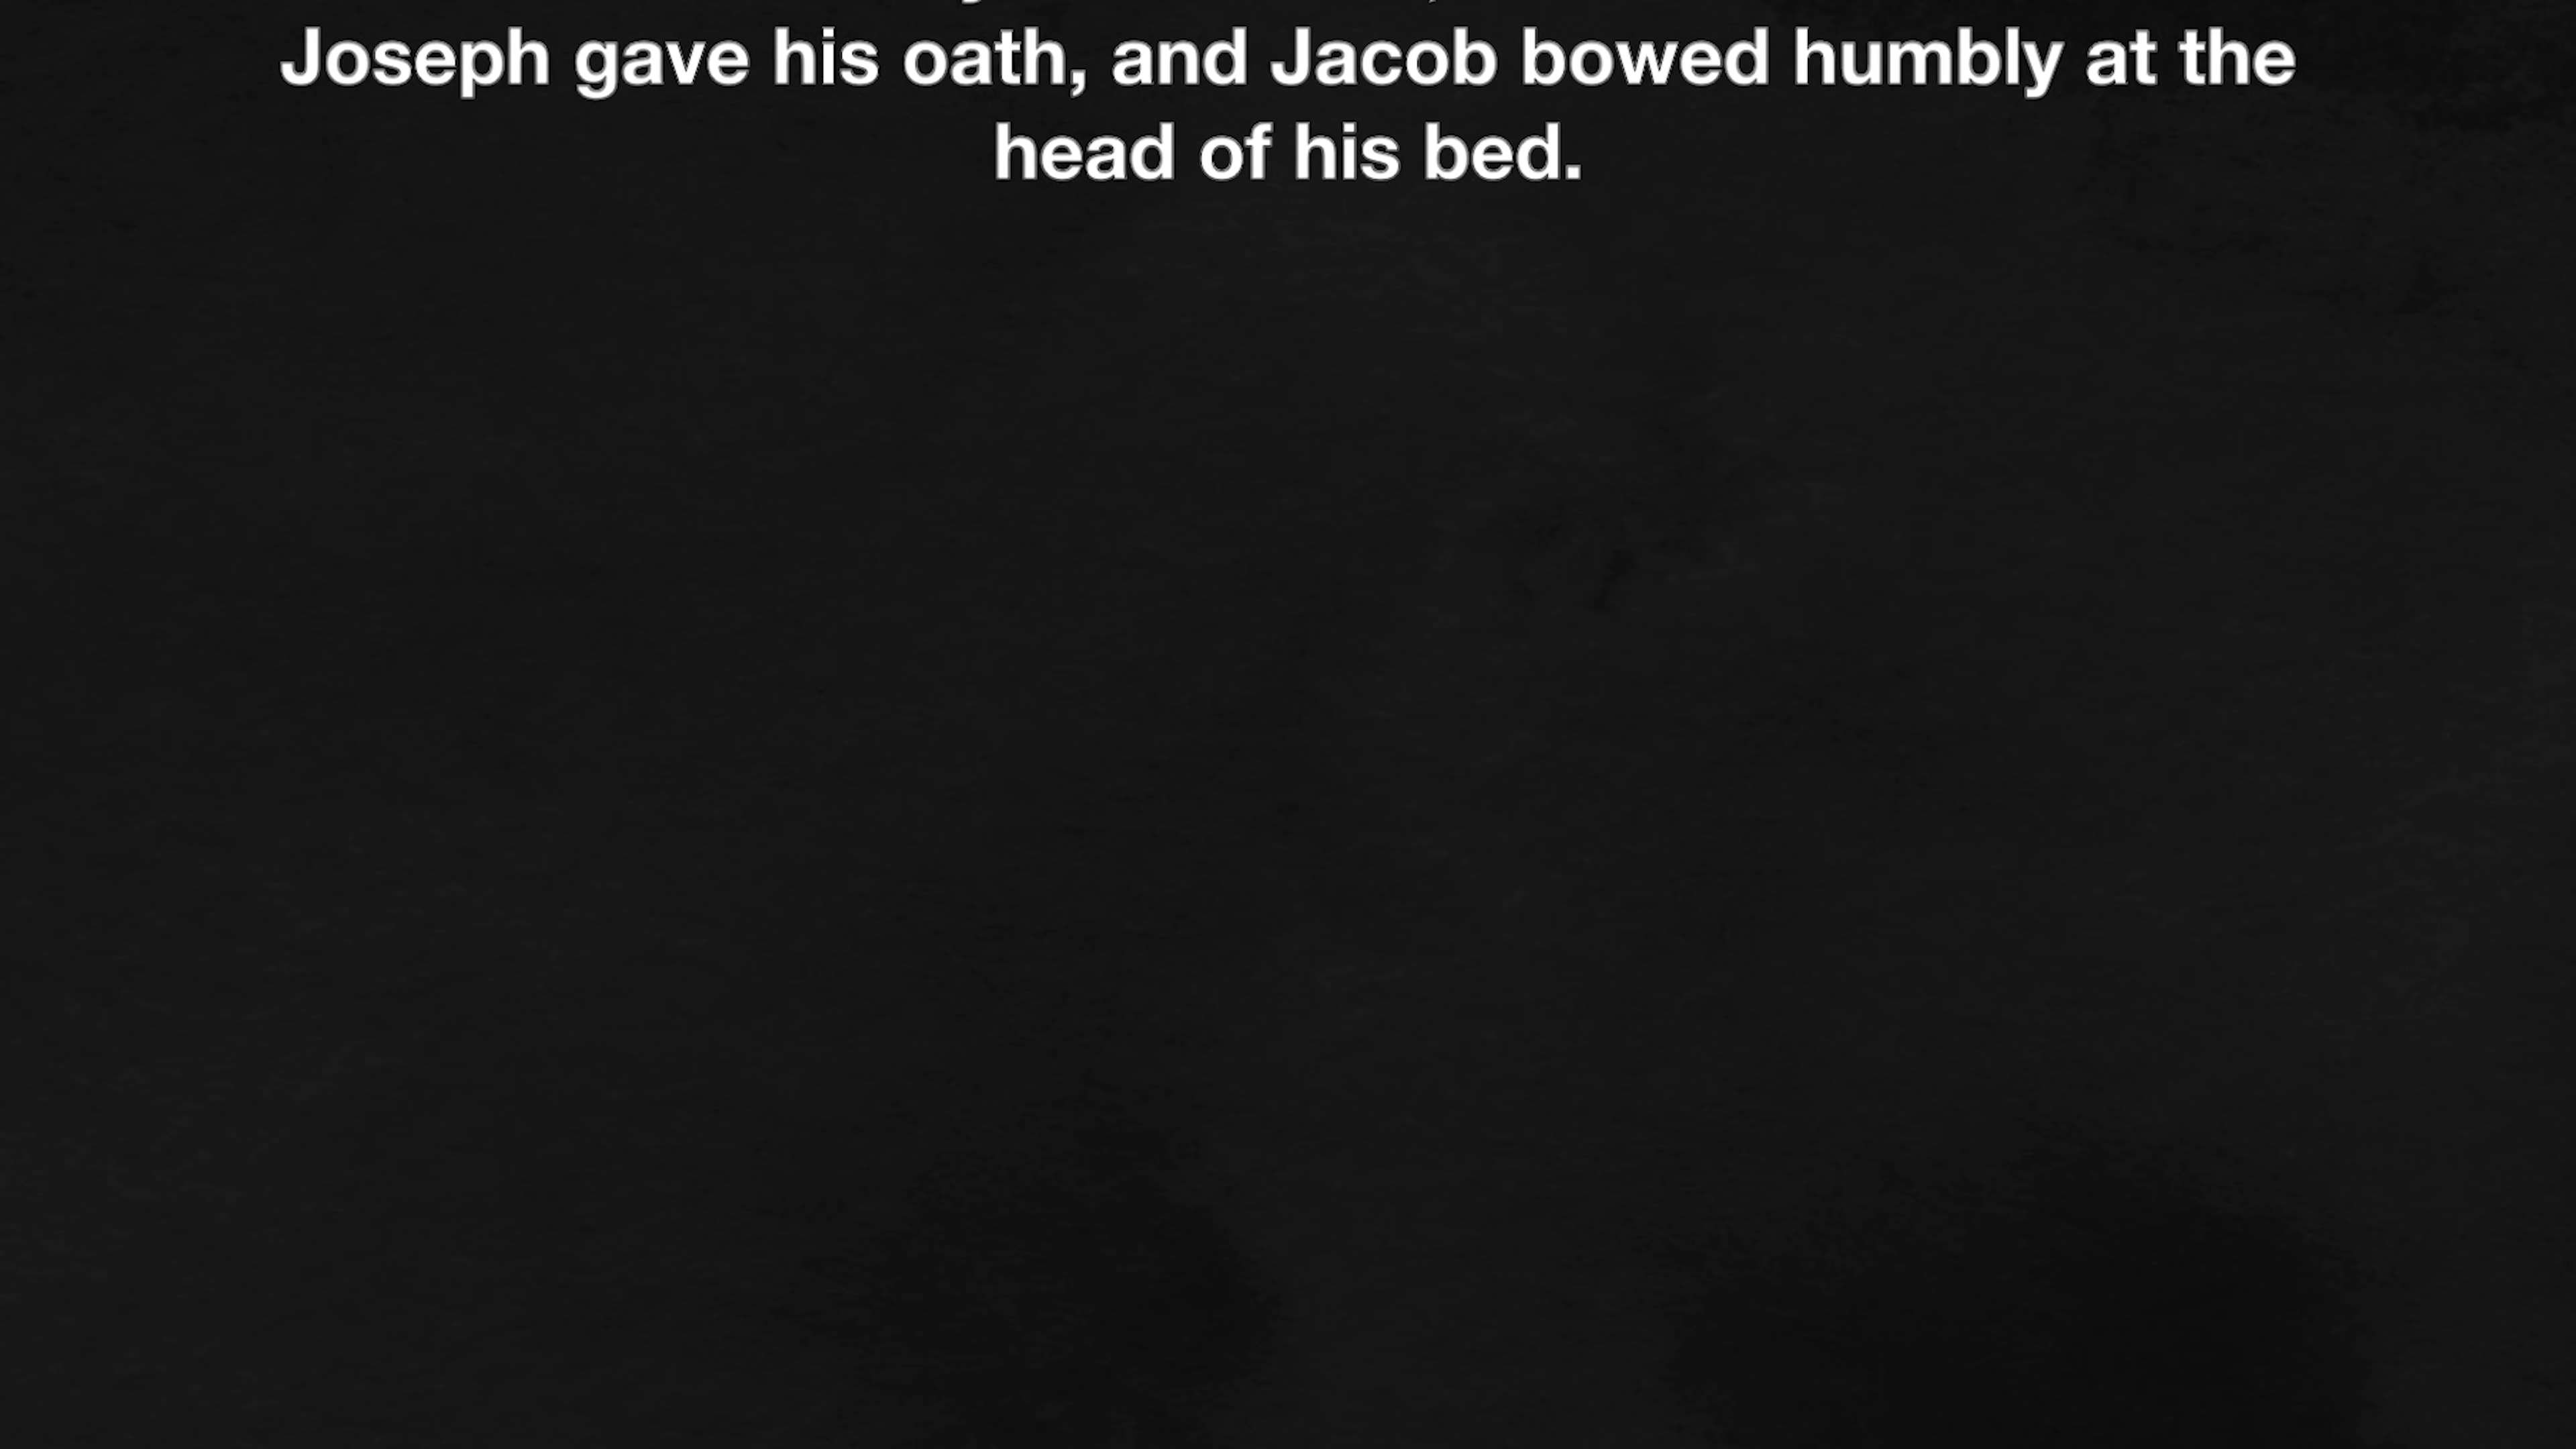 Joseph gave his oath, and Jacob bowed humbly at the
head of his bed.